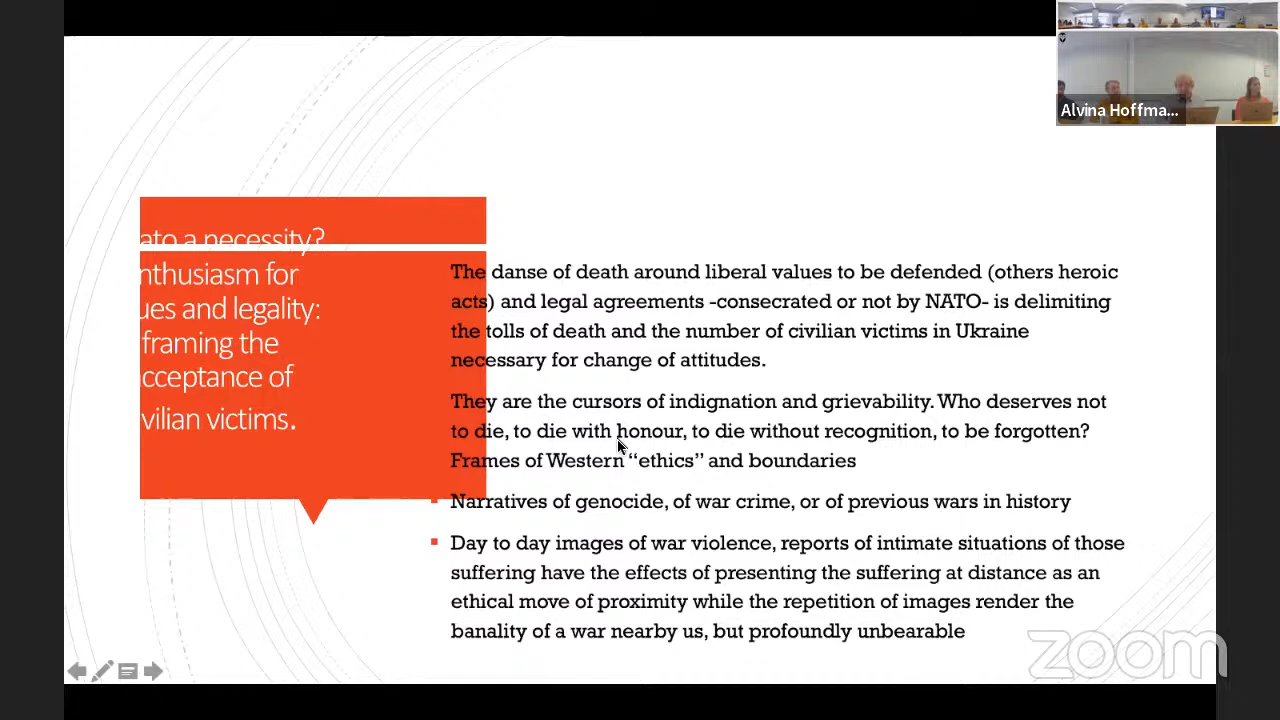 Alvina Hoffma...
ato a necessity?
nthusiasm for
ues and legality:
framing the
cceptance of
vilian victims.
The danse of death around liberal values to be defended (others heroic
acts) and legal agreements -consecrated or not by NATO- is delimiting
the tolls of death and the number of civilian victims in Ukraine
necessary for change of attitudes.
They are the cursors of indignation and grievability. Who deserves not
to die, to die with honour, to die without recognition, to be forgotten?
Frames of Western “ethics” and boundaries
Narratives of genocide, of war crime, or of previous wars in history
Day to day images of war violence, reports of intimate situations of those
suffering have the effects of presenting the suffering at distance as an
ethical move of proximity while the repetition of images render the
banality of a war nearby us, but profoundly unbearable
zoom